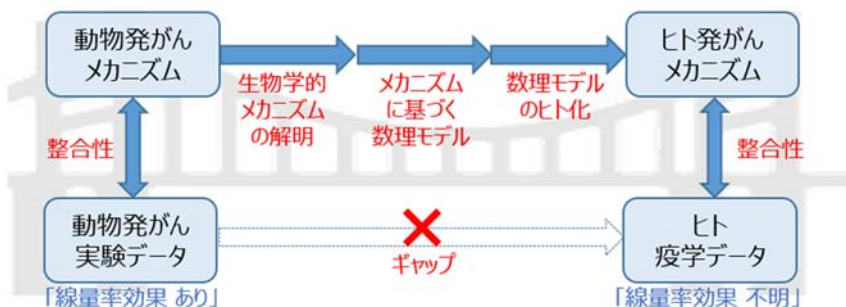 動物発がん
メカニズム
ヒト発がん
メカニズム
生物学的
メカニズム
の解明
メカニズム
に基づく
数理モデル
数理モデル
のヒト化
整合性
整合性
動物発がん
実験データ
ギャップ
ヒト
疫学データ
「線量率効果 あり」
「線量率効果 不明」